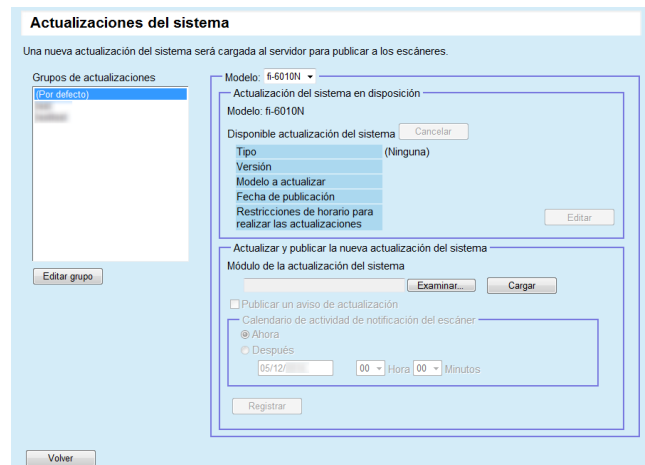 Actualizaciones del sistema
Una nueva actualización del sistema será cargada al servidor para publicar a los escáneres.
Grupos de actualizaciones
(Por defecto)
Editar grupo
Modelo: fi-6010N
Actualización del sistema en disposición
Modelo: fi-6010N
Disponible actualización del sistema Cancelar
Tipo (Ninguna)
Versión
Modelo a actualizar
Fecha de publicación
Restricciones de horario para
realizar las actualizaciones
Editar
Actualizar y publicar la nueva actualización del sistema
Módulo de la actualización del sistema
Examinar... Cargar
Publicar un aviso de actualización
Calendario de actividad de notificación del escáner
Ahora
Después
05/12/ 00 Hora 00 Minutos
Registrar
Volver